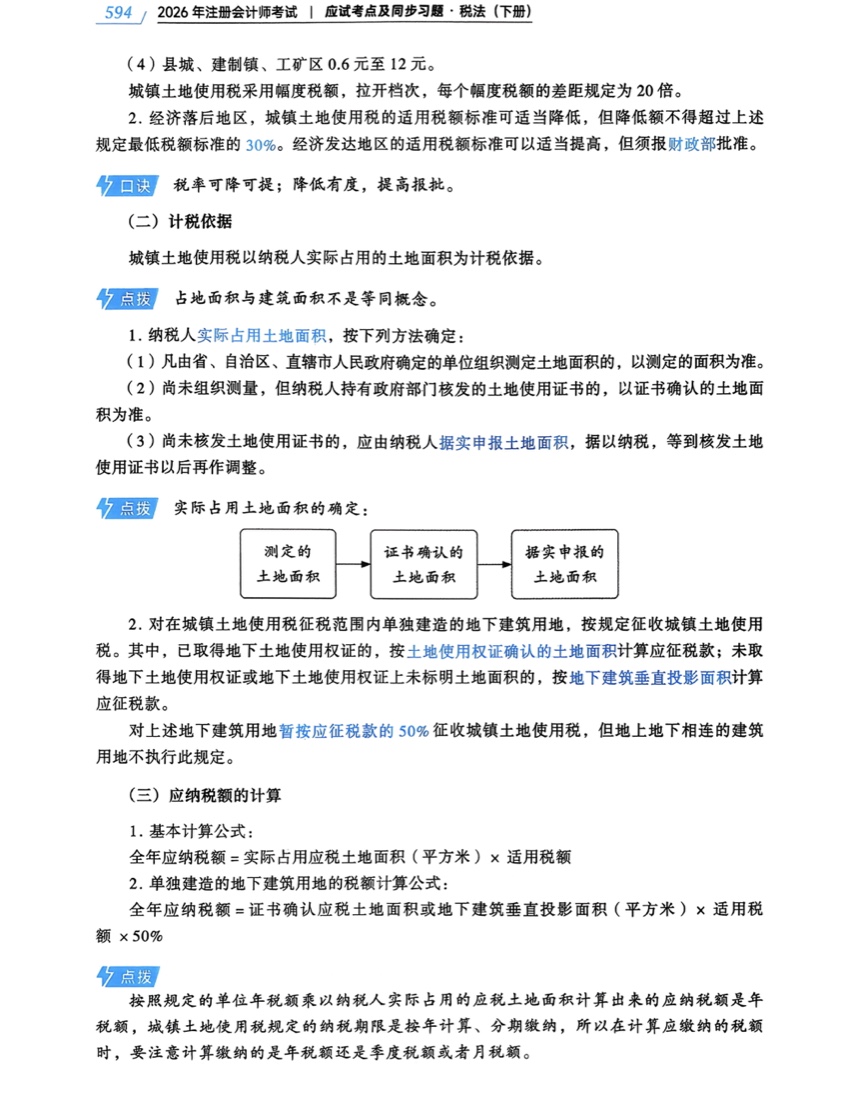 594 2026年注册会计师考试 | 应试考点及同步习题·税法（下册）
（4）县城、建制镇、工矿区0.6元至12元。
城镇土地使用税采用幅度税额，拉开档次，每个幅度税额的差距规定为20倍。
2. 经济落后地区，城镇土地使用税的适用税额标准可适当降低，但降低额不得超过上述
规定最低税额标准的30%。经济发达地区的适用税额标准可以适当提高，但须报财政部批准。
口诀 税率可降可提；降低有度，提高报批。
（二）计税依据
城镇土地使用税以纳税人实际占用的土地面积为计税依据。
点拨 占地面积与建筑面积不是等同概念。
1. 纳税人实际占用土地面积，按下列方法确定：
（1）凡由省、自治区、直辖市人民政府确定的单位组织测定土地面积的，以测定的面积为准。
（2）尚未组织测量，但纳税人持有政府部门核发的土地使用证书的，以证书确认的土地面
积为准。
（3）尚未核发土地使用证书的，应由纳税人据实申报土地面积，据以纳税，等到核发土地
使用证书以后再作调整。
点拨 实际占用土地面积的确定：
测定的
土地面积
证书确认的
土地面积
据实申报的
土地面积
2. 对在城镇土地使用税征税范围内单独建造的地下建筑用地，按规定征收城镇土地使用
税。其中，已取得地下土地使用权证的，按土地使用权证确认的土地面积计算应征税款；未取
得地下土地使用权证或地下土地使用权证上未标明土地面积的，按地下建筑垂直投影面积计算
应征税款。
对上述地下建筑用地暂按应征税款的50%征收城镇土地使用税，但地上地下相连的建筑
用地不执行此规定。
（三）应纳税额的计算
1. 基本计算公式：
全年应纳税额=实际占用应税土地面积（平方米）× 适用税额
2. 单独建造的地下建筑用地的税额计算公式：
全年应纳税额=证书确认应税土地面积或地下建筑垂直投影面积（平方米）× 适用税
额 ×50%
点拨
按照规定的单位年税额乘以纳税人实际占用的应税土地面积计算出来的应纳税额是年
税额，城镇土地使用税规定的纳税期限是按年计算、分期缴纳，所以在计算应缴纳的税额
时，要注意计算缴纳的是年税额还是季度税额或者月税额。